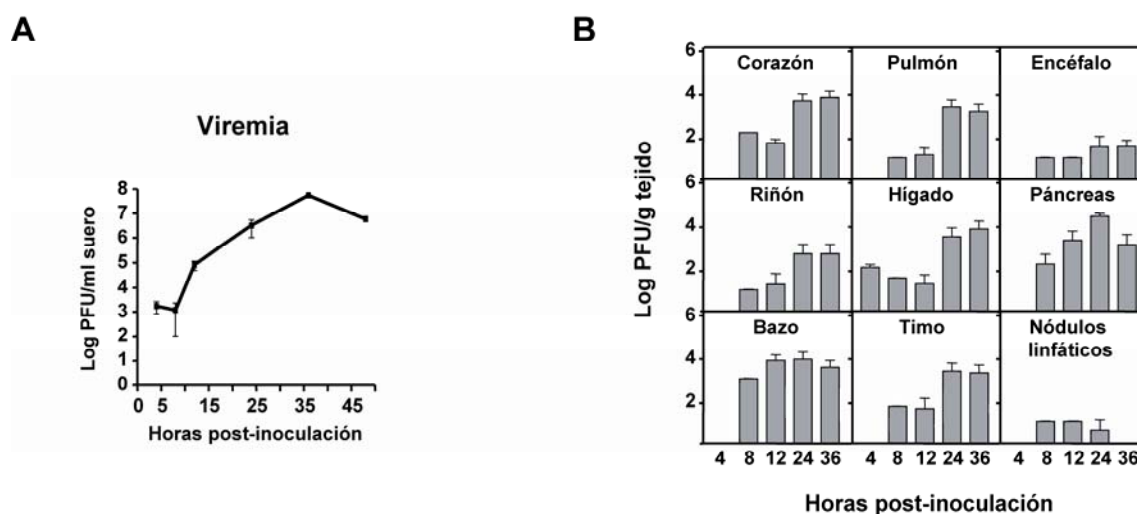 A
Viremia
Log PFU/ml suero
8
7
6
5
4
3
2
1
0
0 5 15 25 35 45
Horas post-inoculación
B
Log PFU/g tejido
6
4
2
6
4
2
6
4
2
Corazón Pulmón Encéfalo
Riñón Hígado Páncreas
Bazo Timo Nódulos
linfáticos
4 8 12 24 36 4 8 12 24 36 4 8 12 24 36
Horas post-inoculación